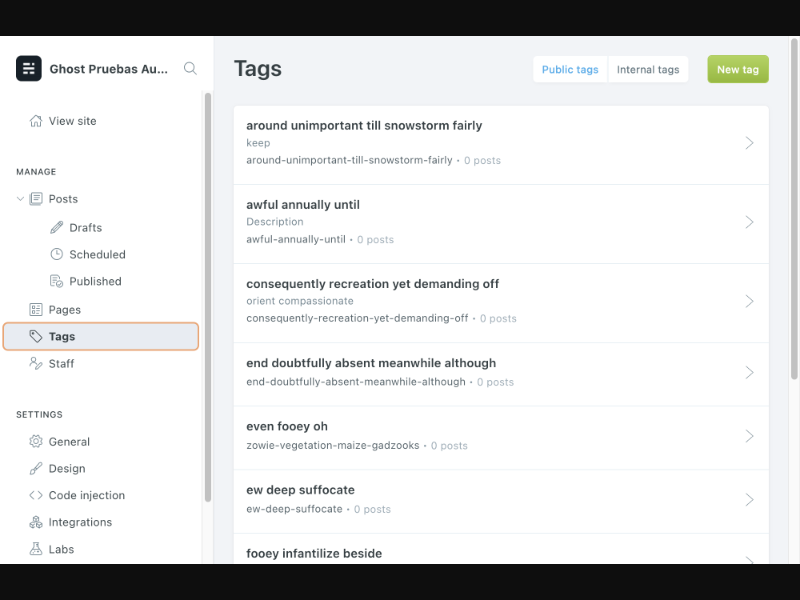 Ghost Pruebas Au...
View site
MANAGE
Posts
Drafts
Scheduled
Published
Pages
Tags
Staff
SETTINGS
General
Design
Code injection
Integrations
Labs
Tags
Public tags
Internal tags
New tag
around unimportant till snowstorm fairly
keep
around-unimportant-till-snowstorm-fairly • 0 posts
awful annually until
Description
awful-annually-until • 0 posts
consequently recreation yet demanding off
orient compassionate
consequently-recreation-yet-demanding-off • 0 posts
end doubtfully absent meanwhile although
end-doubtfully-absent-meanwhile-although • 0 posts
even fooey oh
zowie-vegetation-maize-gadzooks • 0 posts
ew deep suffocate
ew-deep-suffocate • 0 posts
fooey infantilize beside